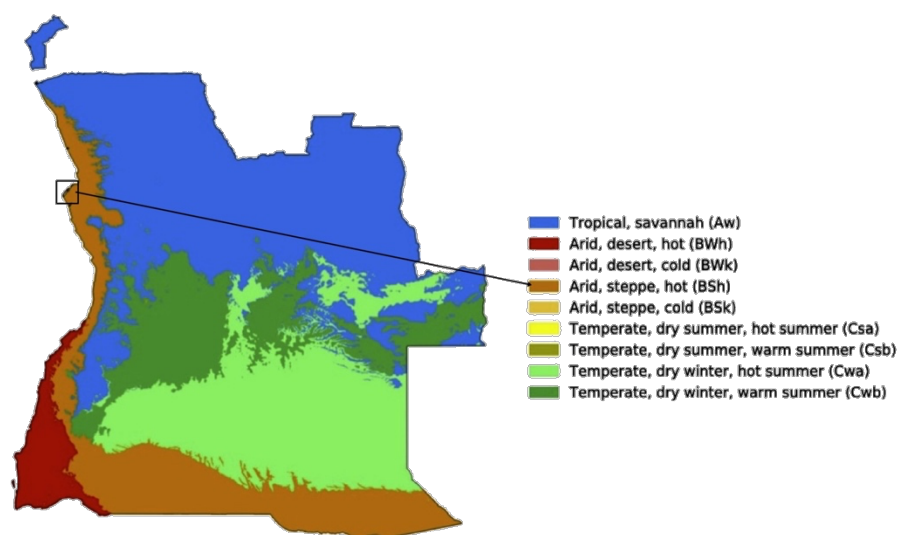 Tropical, savannah (Aw)
Arid, desert, hot (BWh)
Arid, desert, cold (BWk)
Arid, steppe, hot (BSh)
Arid, steppe, cold (BSk)
Temperate, dry summer, hot summer (Csa)
Temperate, dry summer, warm summer (Csb)
Temperate, dry winter, hot summer (Cwa)
Temperate, dry winter, warm summer (Cwb)